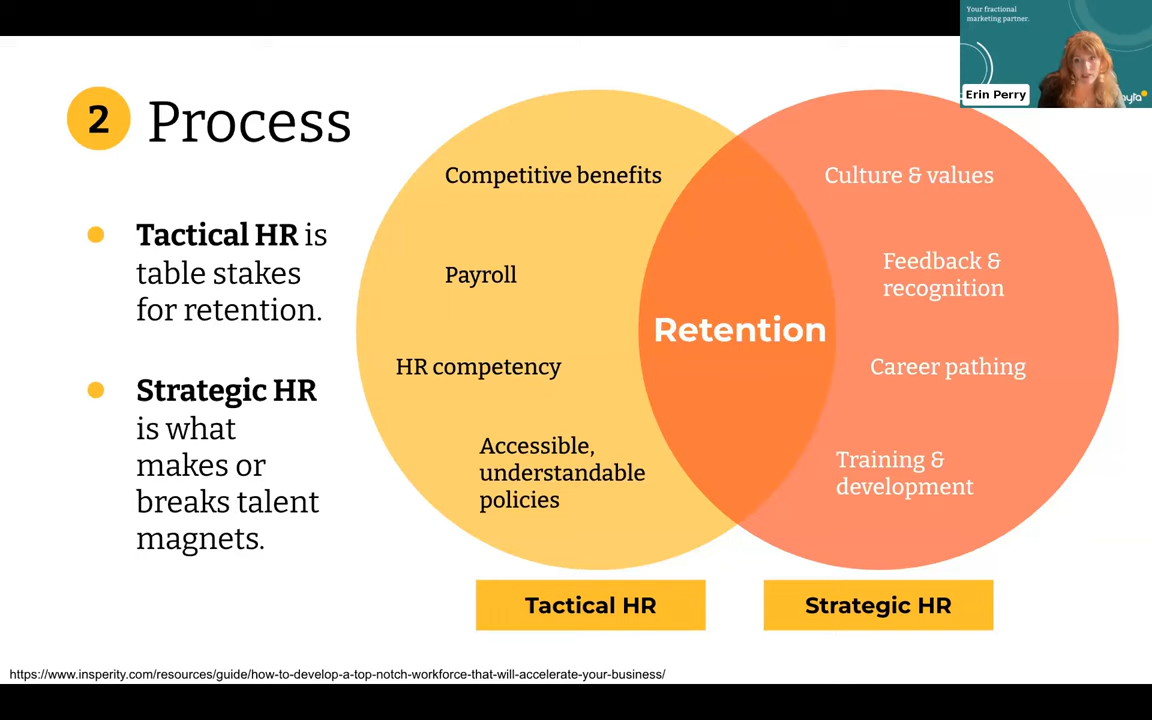 Your fractional
marketing partner.
Erin Perry
2
Process
Tactical HR is
table stakes
for retention.
Strategic HR
is what
makes or
breaks talent
magnets.
Competitive benefits
Payroll
HR competency
Accessible,
understandable
policies
Retention
Culture & values
Feedback &
recognition
Career pathing
Training &
development
Tactical HR
Strategic HR
https://www.insperity.com/resources/guide/how-to-develop-a-top-notch-workforce-that-will-accelerate-your-business/